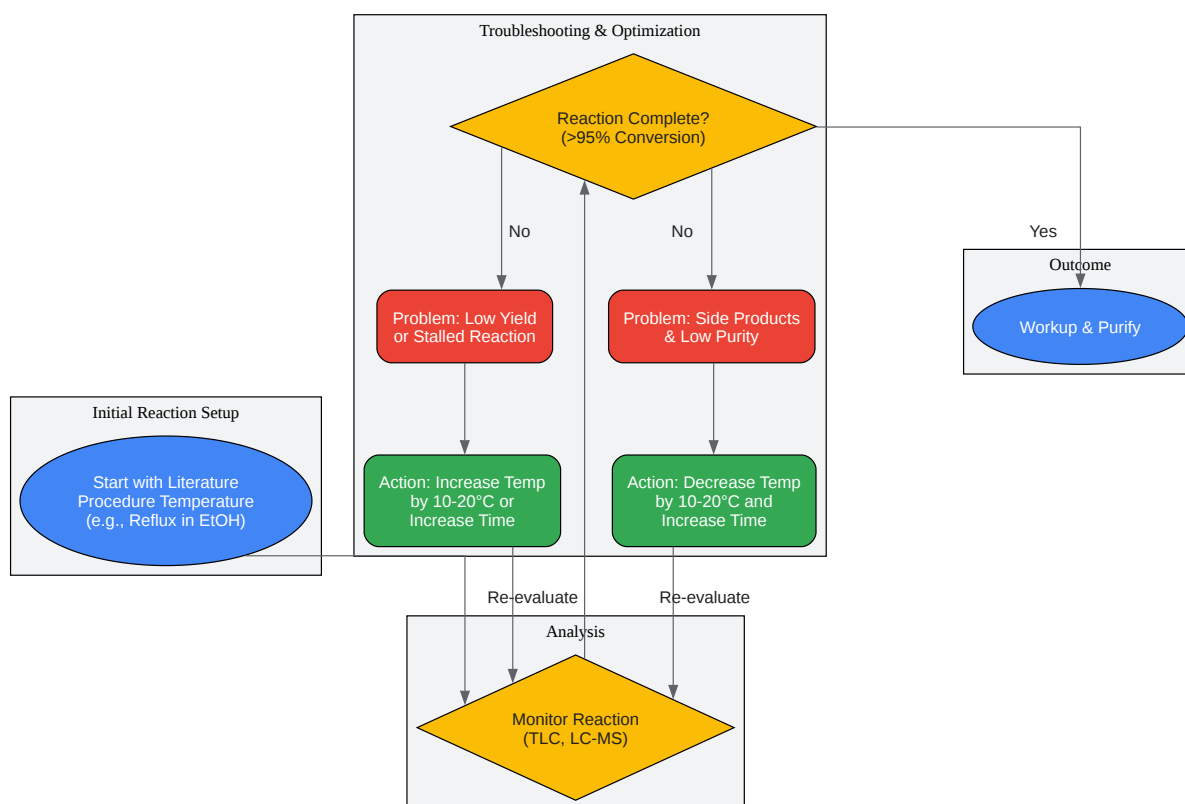 Troubleshooting & Optimization
Reaction Complete?
(>95% Conversion)
No
No
Yes
Outcome
Workup & Purify
Problem: Low Yield
or Stalled Reaction
Problem: Side Products
& Low Purity
Initial Reaction Setup
Start with Literature
Procedure Temperature
(e.g., Reflux in EtOH)
Action: Increase Temp
by 10-20°C or
Increase Time
Action: Decrease Temp
by 10-20°C and
Increase Time
Re-evaluate
Re-evaluate
Analysis
Monitor Reaction
(TLC, LC-MS)